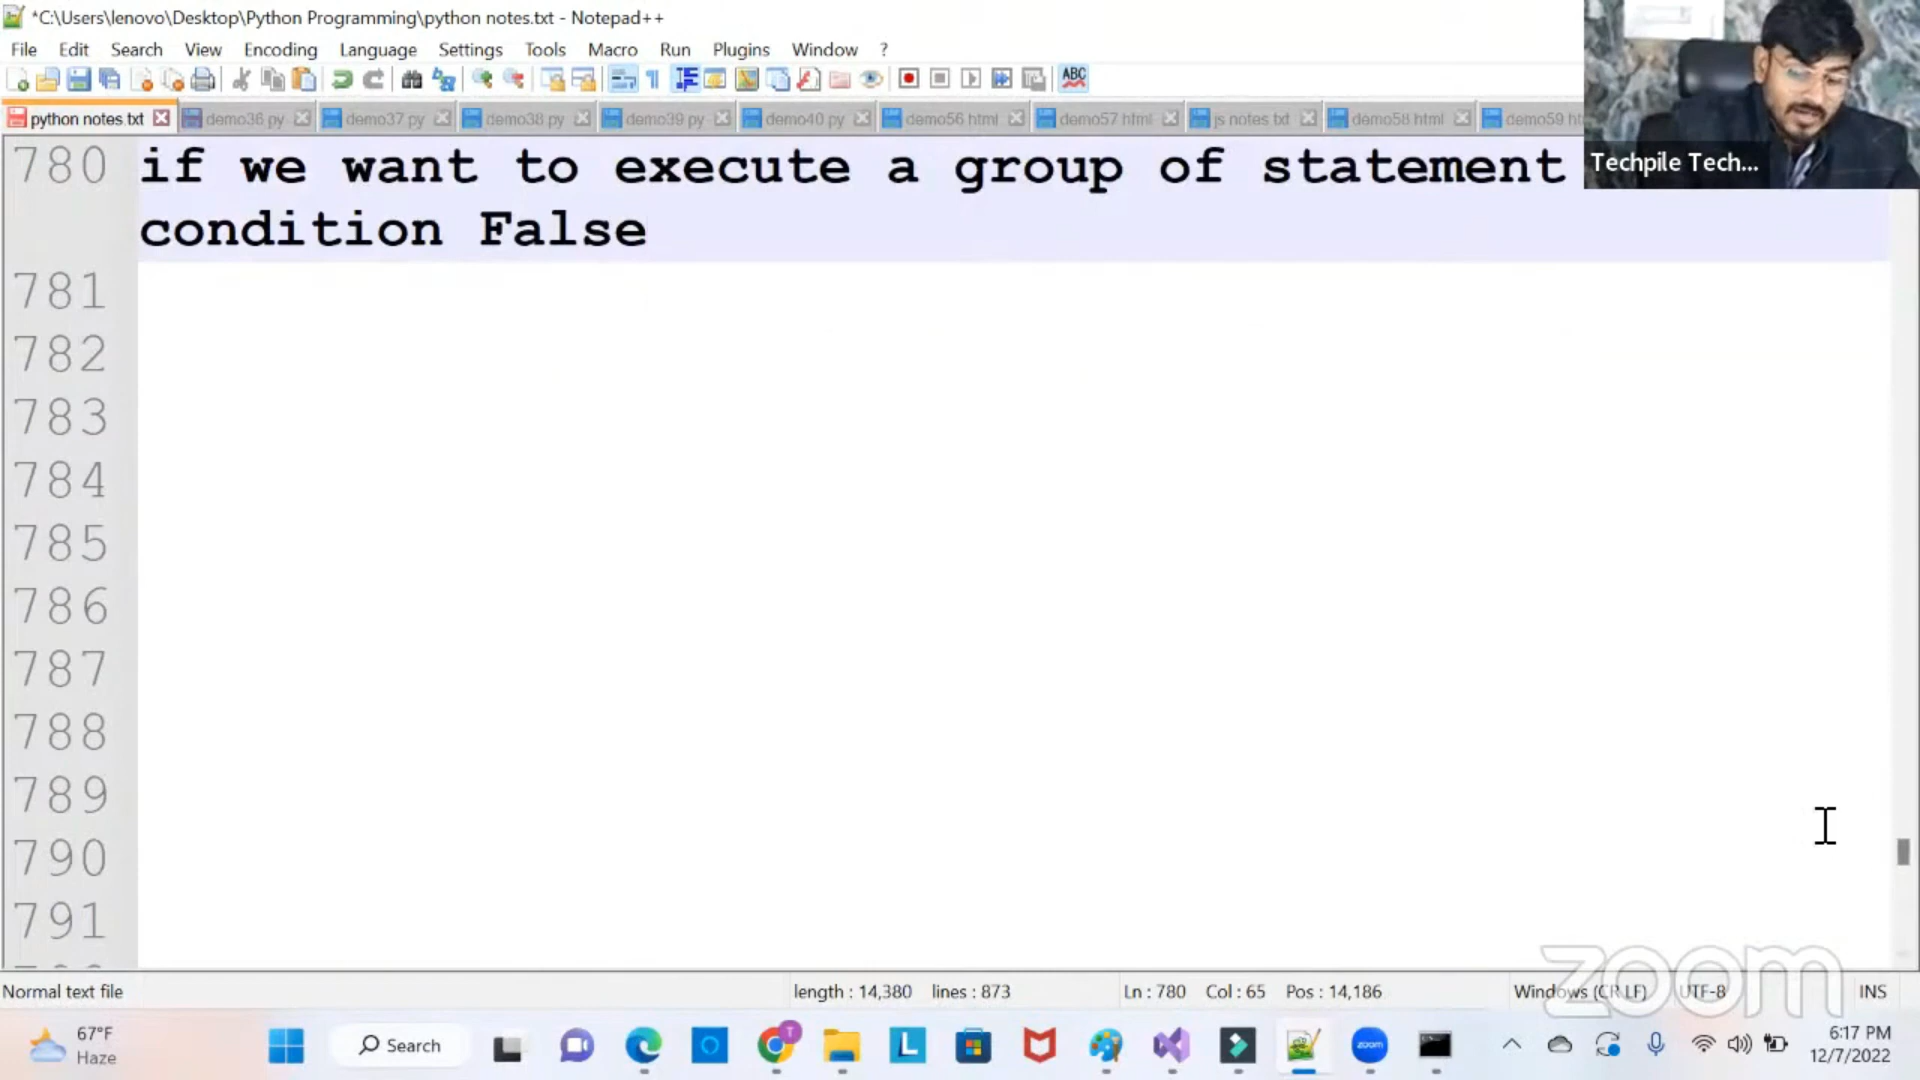 *C:\Users\lenovo\Desktop\Python Programming\python notes.txt - Notepad++
File Edit Search View Encoding Language Settings Tools Macro Run Plugins Window ?
ABC
python notes.txt demo36.py demo37.py demo38.py demo39.py demo40.py demo56.html demo57.html js notes.txt demo58.html demo59.ht
Techpile Tech...
780 if we want to execute a group of statement
condition False
781
782
783
784
785
786
787
788
789
790
791
zoom
Normal text file length : 14,380 lines : 873 Ln : 780 Col : 65 Pos : 14,186 Windows (CR LF) UTF-8 INS
67°F
Haze
Search
zoom
6:17 PM
12/7/2022